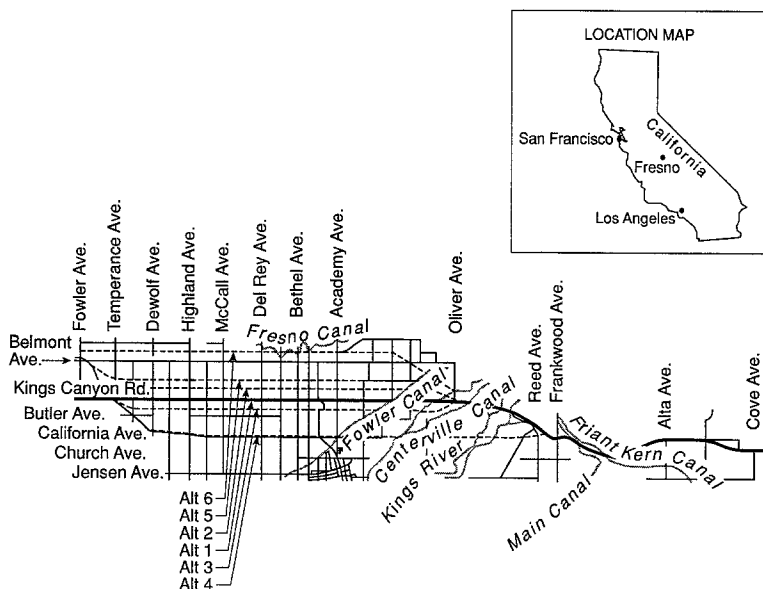 LOCATION MAP
San Francisco
California
Fresno
Los Angeles
Fowler Ave.
Temperance Ave.
Dewolf Ave.
Highland Ave.
McCall Ave.
Del Rey Ave.
Bethel Ave.
Academy Ave.
Oliver Ave.
Reed Ave.
Frankwood Ave.
Alta Ave.
Cove Ave.
Belmont
Ave.
Fresno Canal
Kings Canyon Rd.
Butler Ave.
California Ave.
Church Ave.
Jensen Ave.
Fowler Canal
Centerville Canal
Kings River
Friant Kern Canal
Main Canal
Alt 6
Alt 5
Alt 2
Alt 1
Alt 3
Alt 4